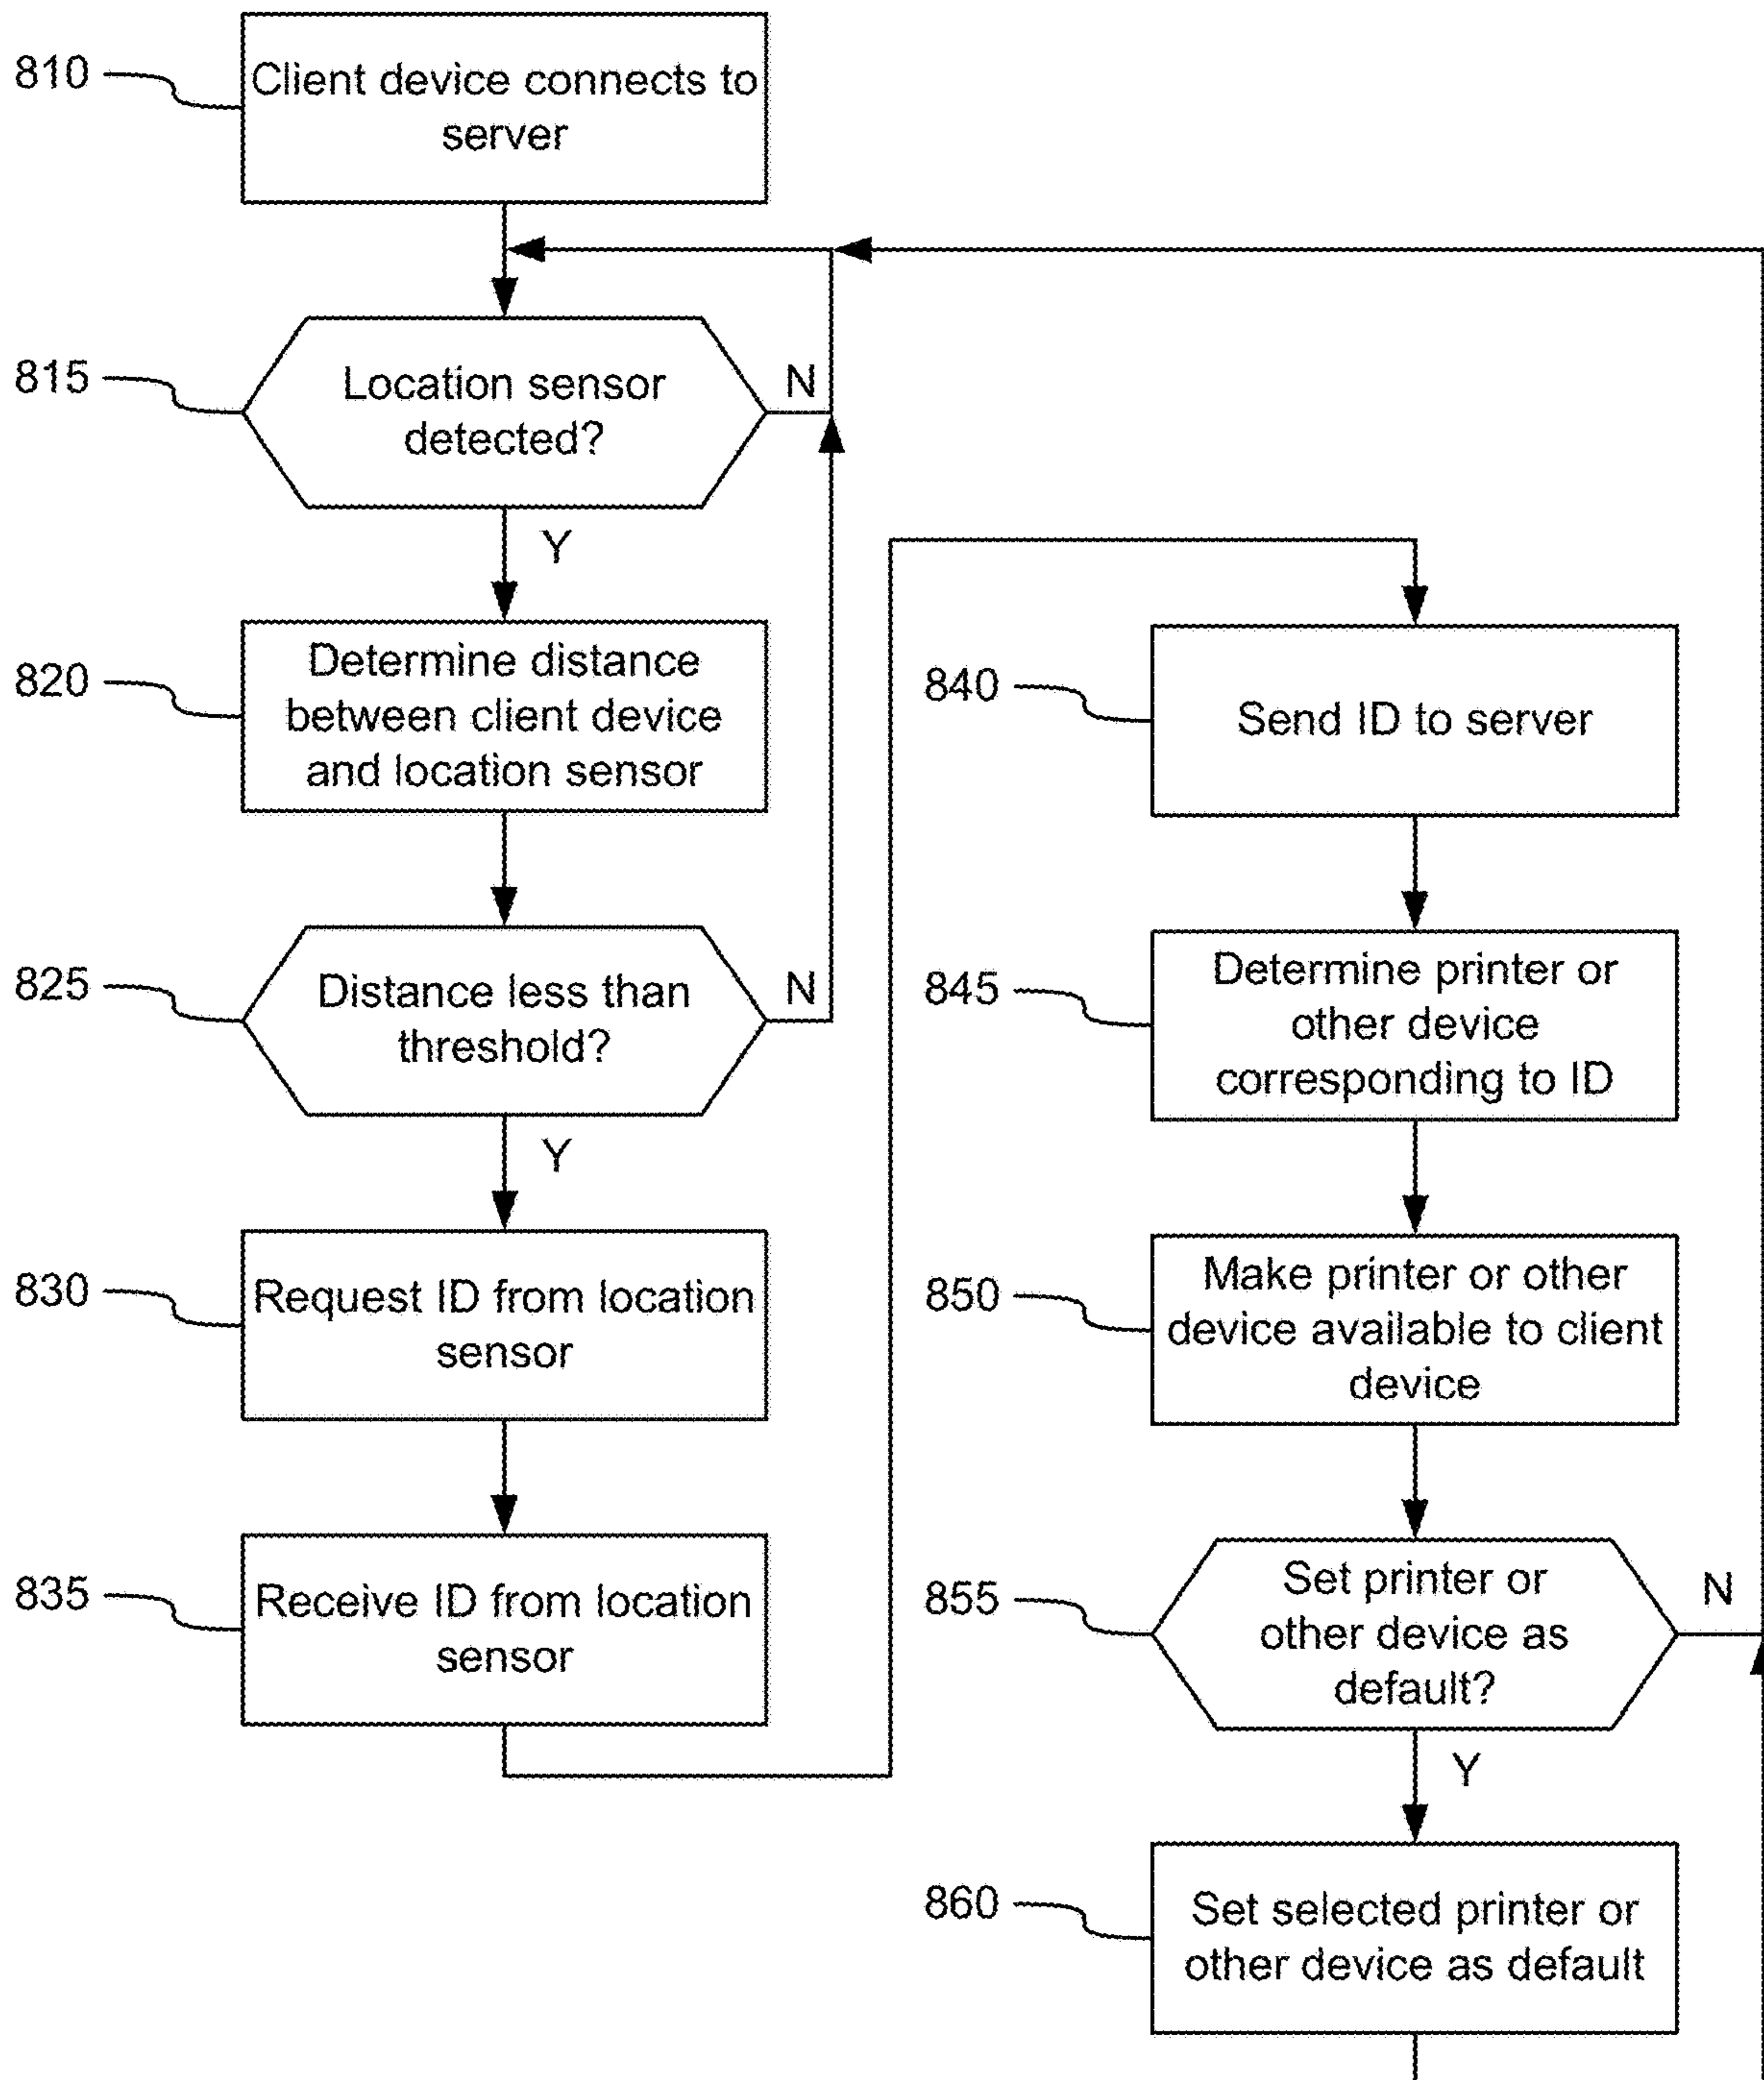 810
Client device connects to
server
815
Location sensor
detected?
N
Y
820
Determine distance
between client device
and location sensor
825
Distance less than
threshold?
N
Y
830
Request ID from location
sensor
835
Receive ID from location
sensor
840
Send ID to server
845
Determine printer or
other device
corresponding to ID
850
Make printer or other
device available to client
device
855
Set printer or
other device as
default?
N
Y
860
Set selected printer or
other device as default